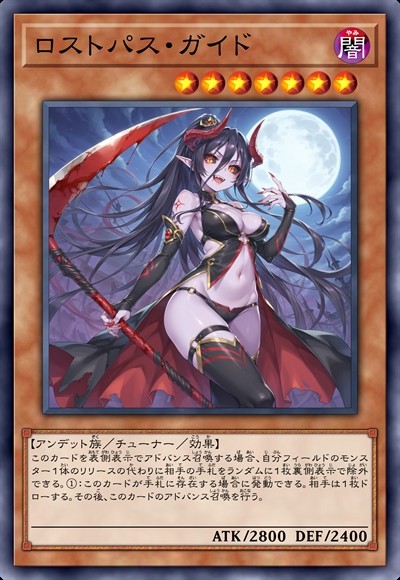 ロストパス・ガイド
闇
【アンデット族／チューナー／効果】
このカードを表側表示でアドバンス召喚する場合、自分フィールドのモンス
ター1体のリリースの代わりに相手の手札をランダムに1枚裏側表示で除外
できる。①：このカードが手札に存在する場合に発動できる。相手は1枚ド
ローする。その後、このカードのアドバンス召喚を行う。
ATK/2800 DEF/2400